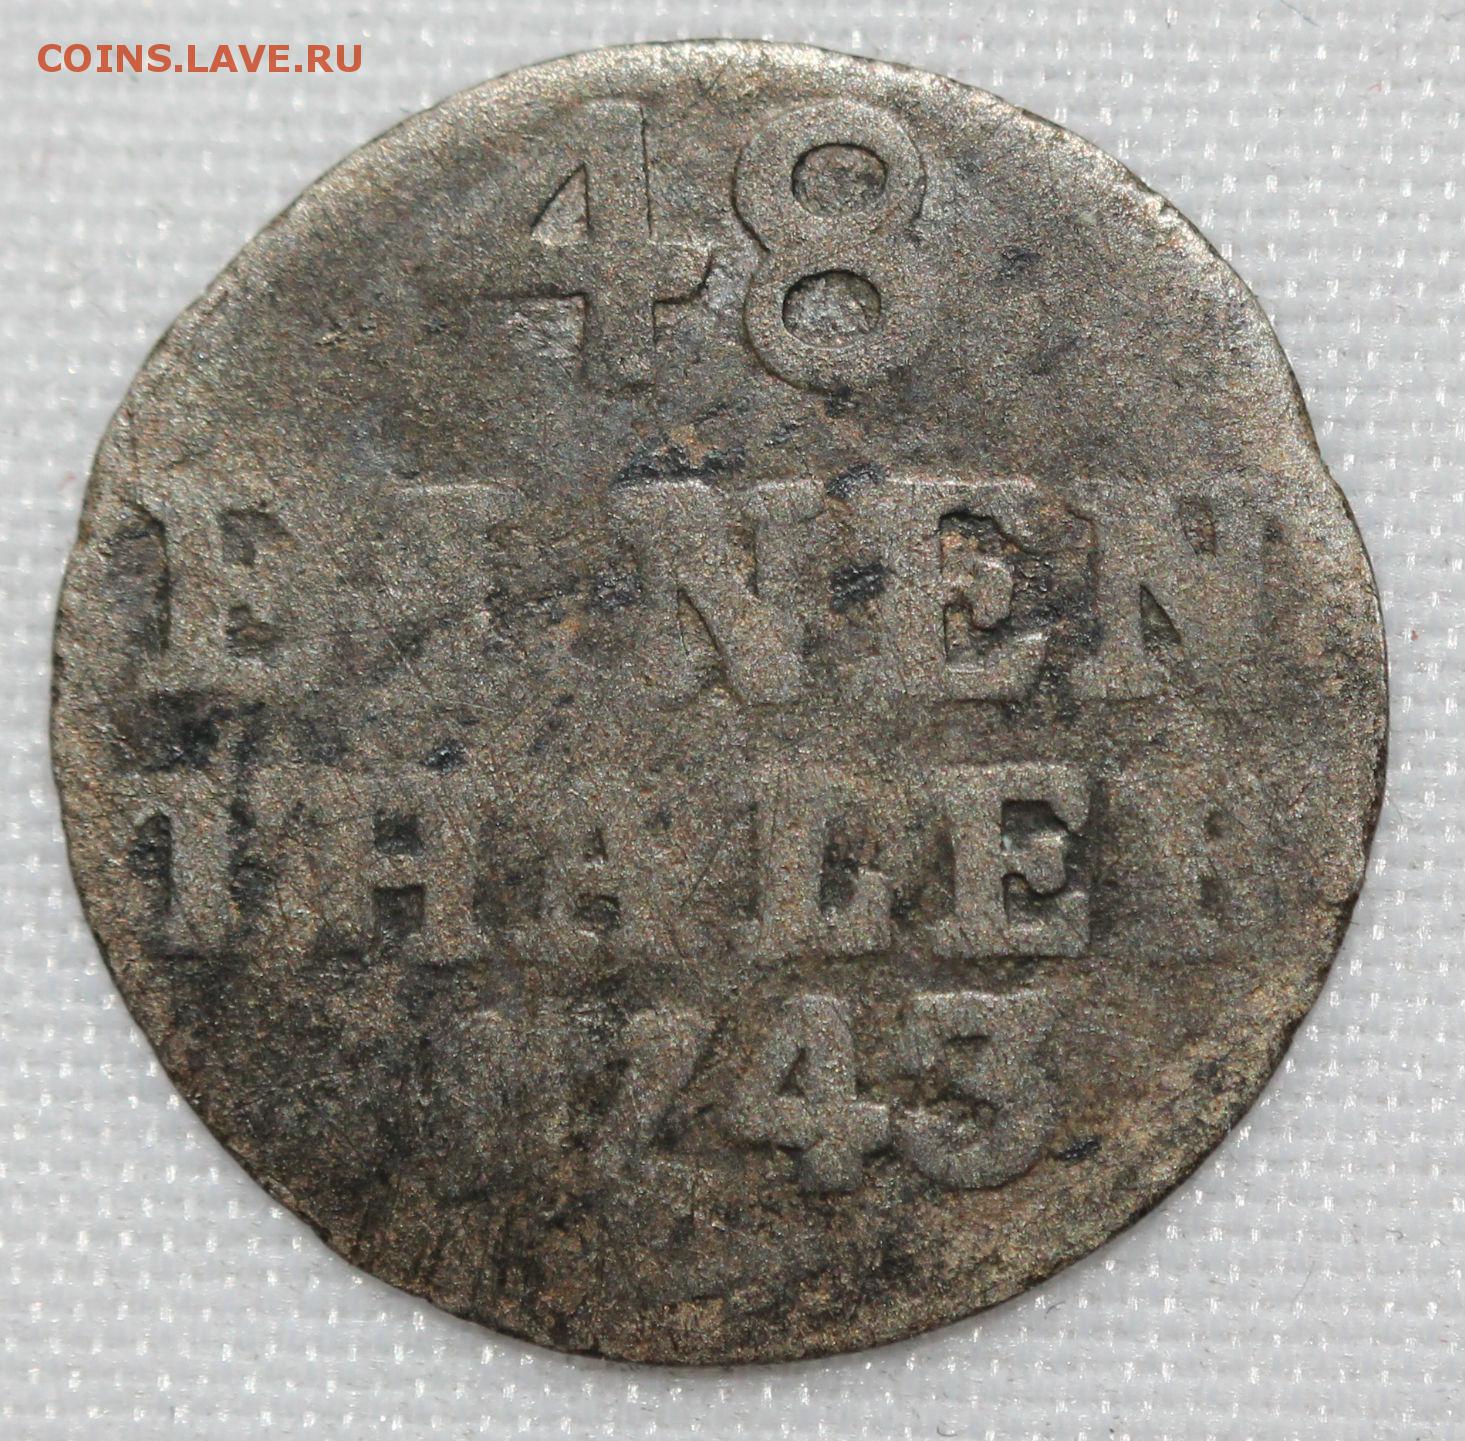 COINS.LAVE.RU
48
EINEN
THALER
1743